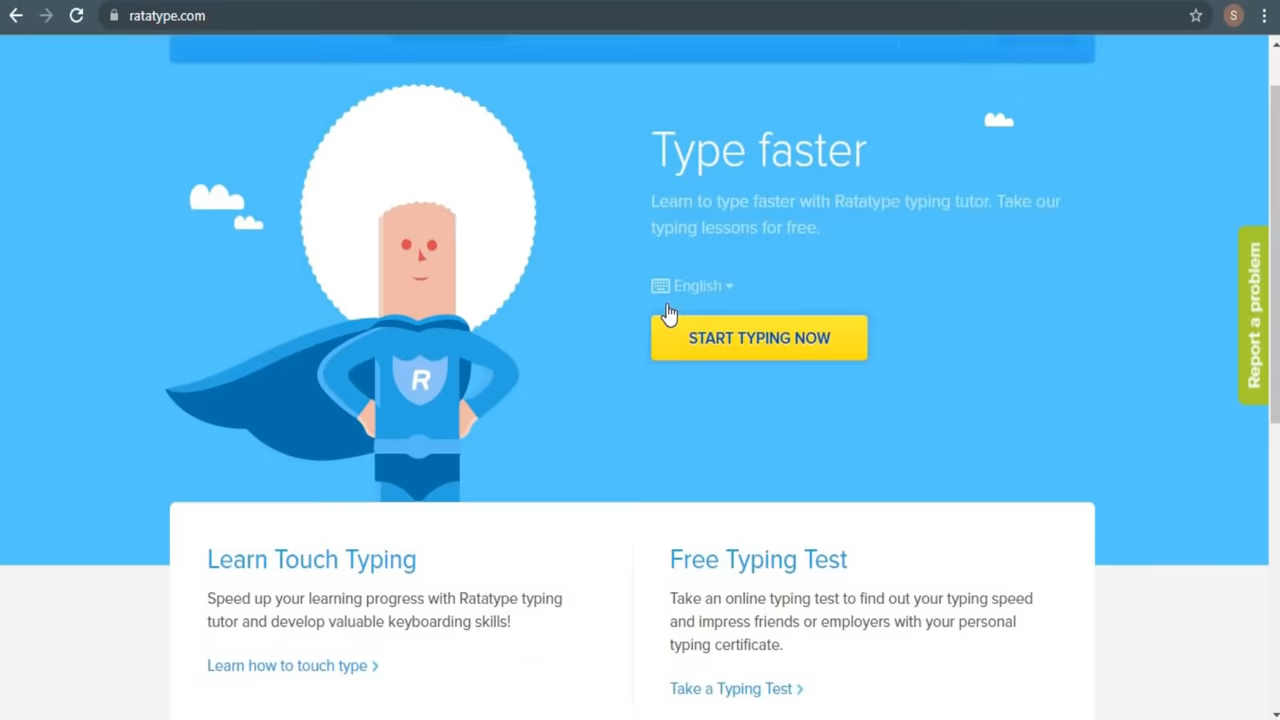 ratatype.com
S
Type faster
Learn to type faster with Ratatype typing tutor. Take our
typing lessons for free.
English
START TYPING NOW
Report a problem
R
Learn Touch Typing
Speed up your learning progress with Ratatype typing
tutor and develop valuable keyboarding skills!
Learn how to touch type >
Free Typing Test
Take an online typing test to find out your typing speed
and impress friends or employers with your personal
typing certificate.
Take a Typing Test >